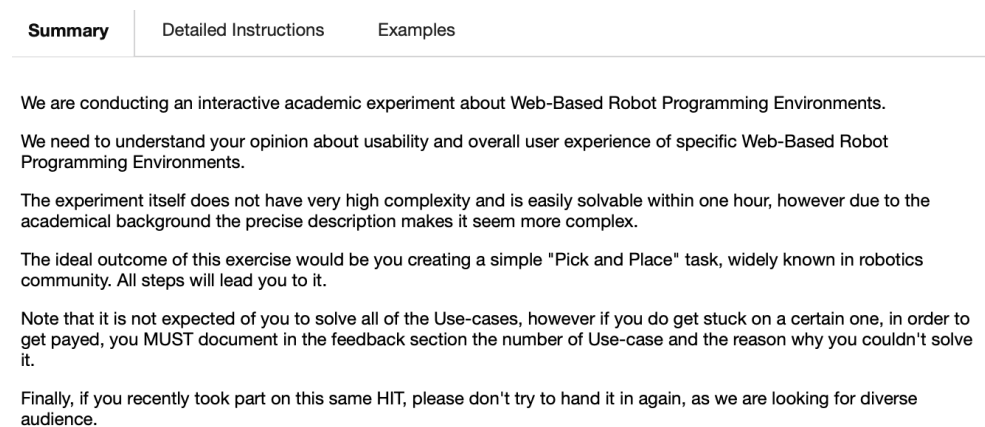 Summary
Detailed Instructions
Examples
We are conducting an interactive academic experiment about Web-Based Robot Programming Environments.
We need to understand your opinion about usability and overall user experience of specific Web-Based Robot
Programming Environments.
The experiment itself does not have very high complexity and is easily solvable within one hour, however due to the
academical background the precise description makes it seem more complex.
The ideal outcome of this exercise would be you creating a simple "Pick and Place" task, widely known in robotics
community. All steps will lead you to it.
Note that it is not expected of you to solve all of the Use-cases, however if you do get stuck on a certain one, in order to
get payed, you MUST document in the feedback section the number of Use-case and the reason why you couldn't solve
it.
Finally, if you recently took part on this same HIT, please don't try to hand it in again, as we are looking for diverse
audience.